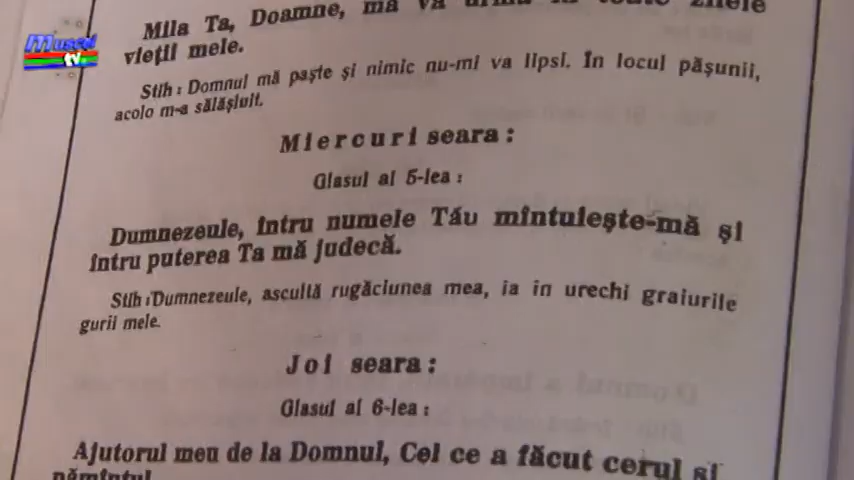 Muscel
tv.
Mila Ta, Doamne, mă va urma în toate zilele
vieții mele.
Stih : Domnul mă paște și nimic nu-mi va lipsi. În locul pășunii,
acolo m-a sălășluit.
Miercuri seara :
Glasul al 5-lea :
Dumnezeule, întru numele Tău mîntuiește-mă și
întru puterea Ta mă judecă.
Stih : Dumnezeule, ascultă rugăciunea mea, ia în urechi graiurile
gurii mele.
Joi seara :
Glasul al 6-lea :
Ajutorul meu de la Domnul, Cel ce a făcut cerul și
pămîntul